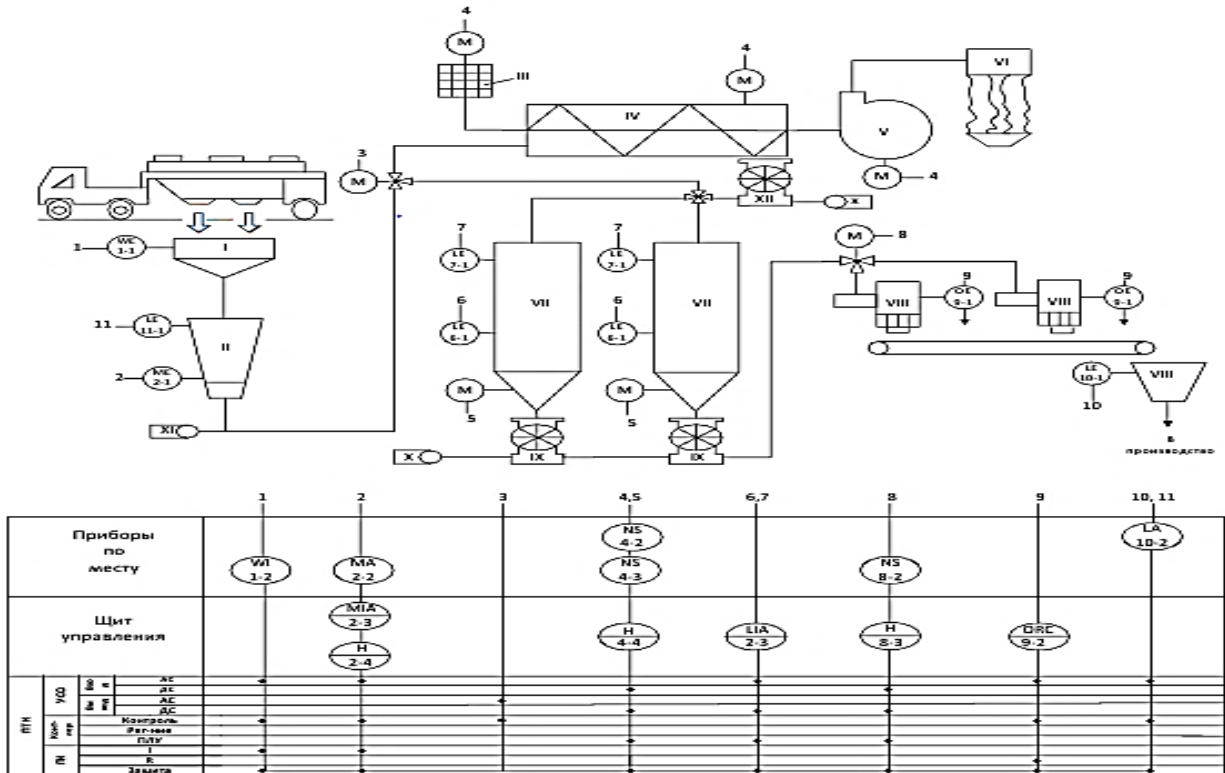 4
M
III
4
M
IV
VI
V
M
4
3
M
XII
X
1
WE
1-1
I
7
LE
7-1
7
LE
7-1
M
8
11
LE
11-1
II
6
LE
6-1
VII
6
LE
6-1
VII
VIII
9
OE
9-1
VIII
9
OE
9-1
2
ME
2-1
M
5
M
5
LE
10-1
10
VIII
XI
X
IX
IX
в
производство
1 2 3 4,5 6,7 8 9 10, 11
Приборы
по
месту
WI
1-2
MA
2-2
NS
4-2
NS
4-3
NS
8-2
LA
10-2
Щит
управления
MIA
2-3
H
2-4
H
4-4
LIA
2-3
H
8-3
ORC
9-2
ПТК
УСО
АС
ДС
АС
ДС
Контроль
Рег-ние
ПЛУ
I
R
Защита